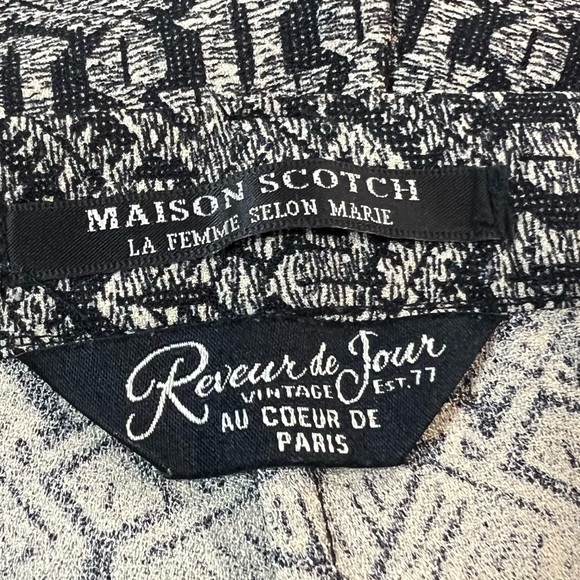 MAISON SCOTCH
LA FEMME SELON MARIE
Reveur de Jour
VINTAGE EST. 77
AU COEUR DE
PARIS